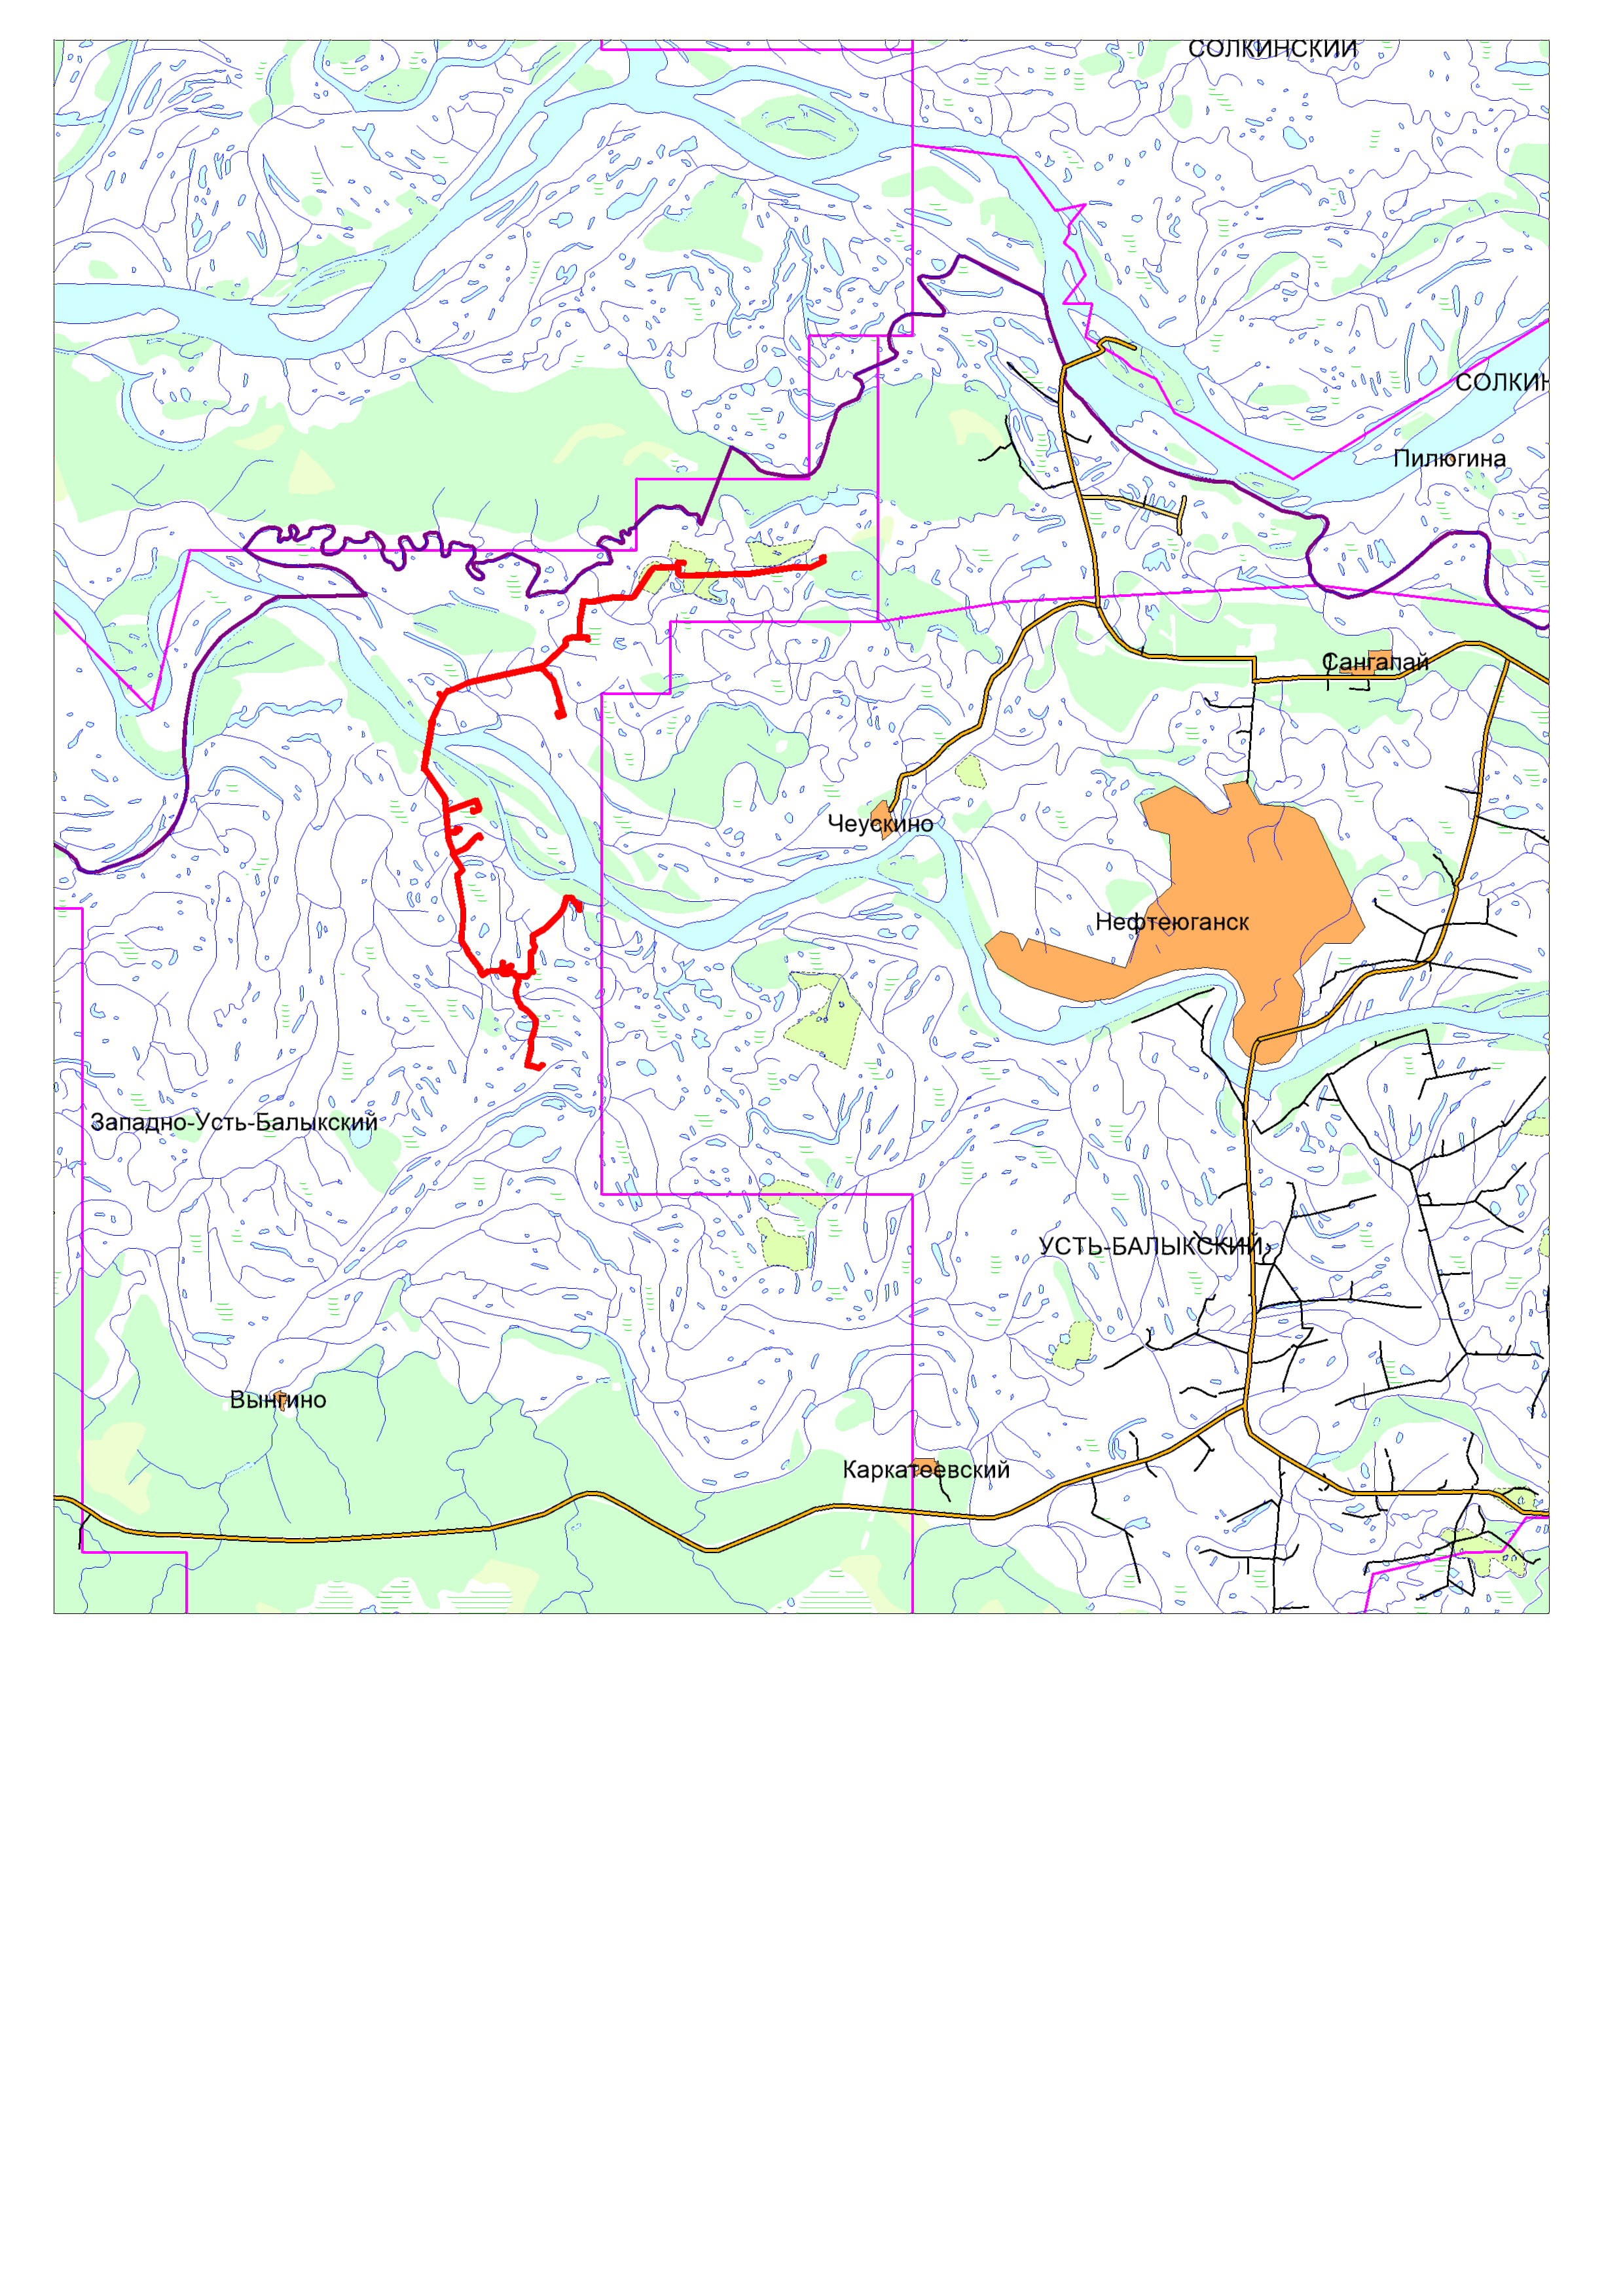 СОЛКИНСКИЙ
СОЛКИН
Пилюгина
Сангапай
Чеускино
Нефтеюганск
Западно-Усть-Балыкский
УСТЬ-БАЛЫКСКИЙ
Вынгино
Каркатеевский